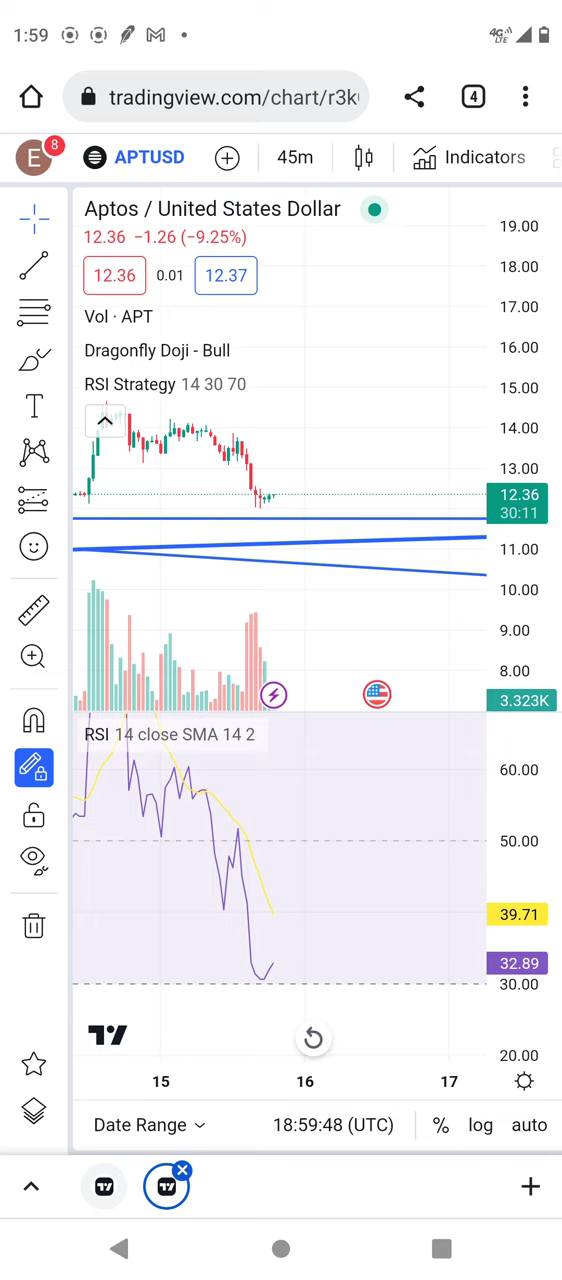 1:59
4G LTE
tradingview.com/chart/r3k
4
E
8
APTUSD
45m
Indicators
Aptos / United States Dollar
12.36 −1.26 (−9.25%)
12.36
0.01
12.37
Vol · APT
Dragonfly Doji - Bull
RSI Strategy 14 30 70
19.00
18.00
17.00
16.00
15.00
14.00
13.00
12.36
30:11
11.00
10.00
9.00
8.00
3.323K
RSI 14 close SMA 14 2
60.00
50.00
39.71
32.89
30.00
20.00
15
16
17
Date Range
18:59:48 (UTC)
%
log
auto